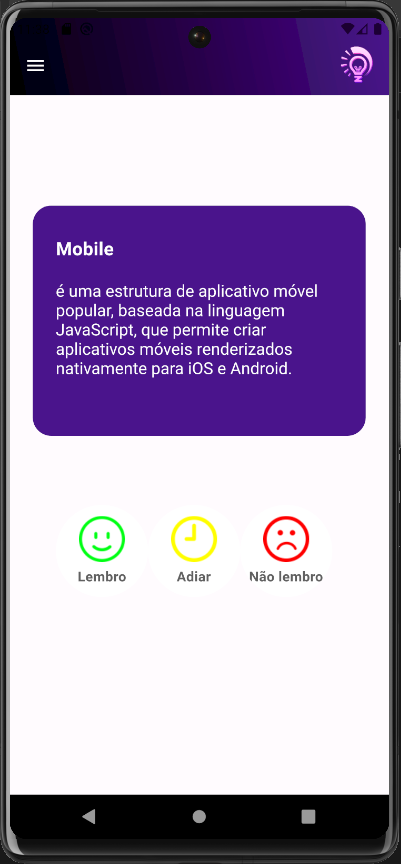 Mobile
é uma estrutura de aplicativo móvel
popular, baseada na linguagem
JavaScript, que permite criar
aplicativos móveis renderizados
nativamente para iOS e Android.
Lembro
Adiar
Não lembro